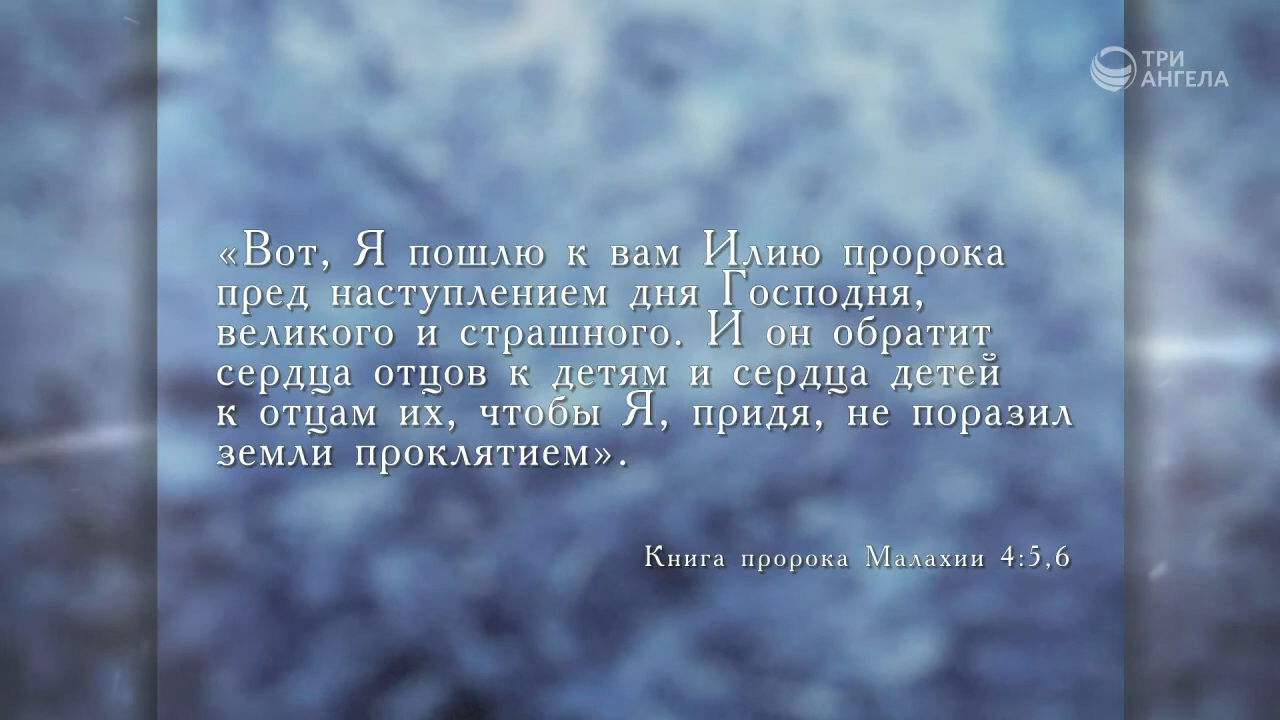 ТРИ
АНГЕЛА
«Вот, Я пошлю к вам Илию пророка
пред наступлением дня Господня,
великого и страшного. И он обратит
сердца отцов к детям и сердца детей
к отцам их, чтобы Я, придя, не поразил
земли проклятием».
Книга пророка Малахии 4:5,6